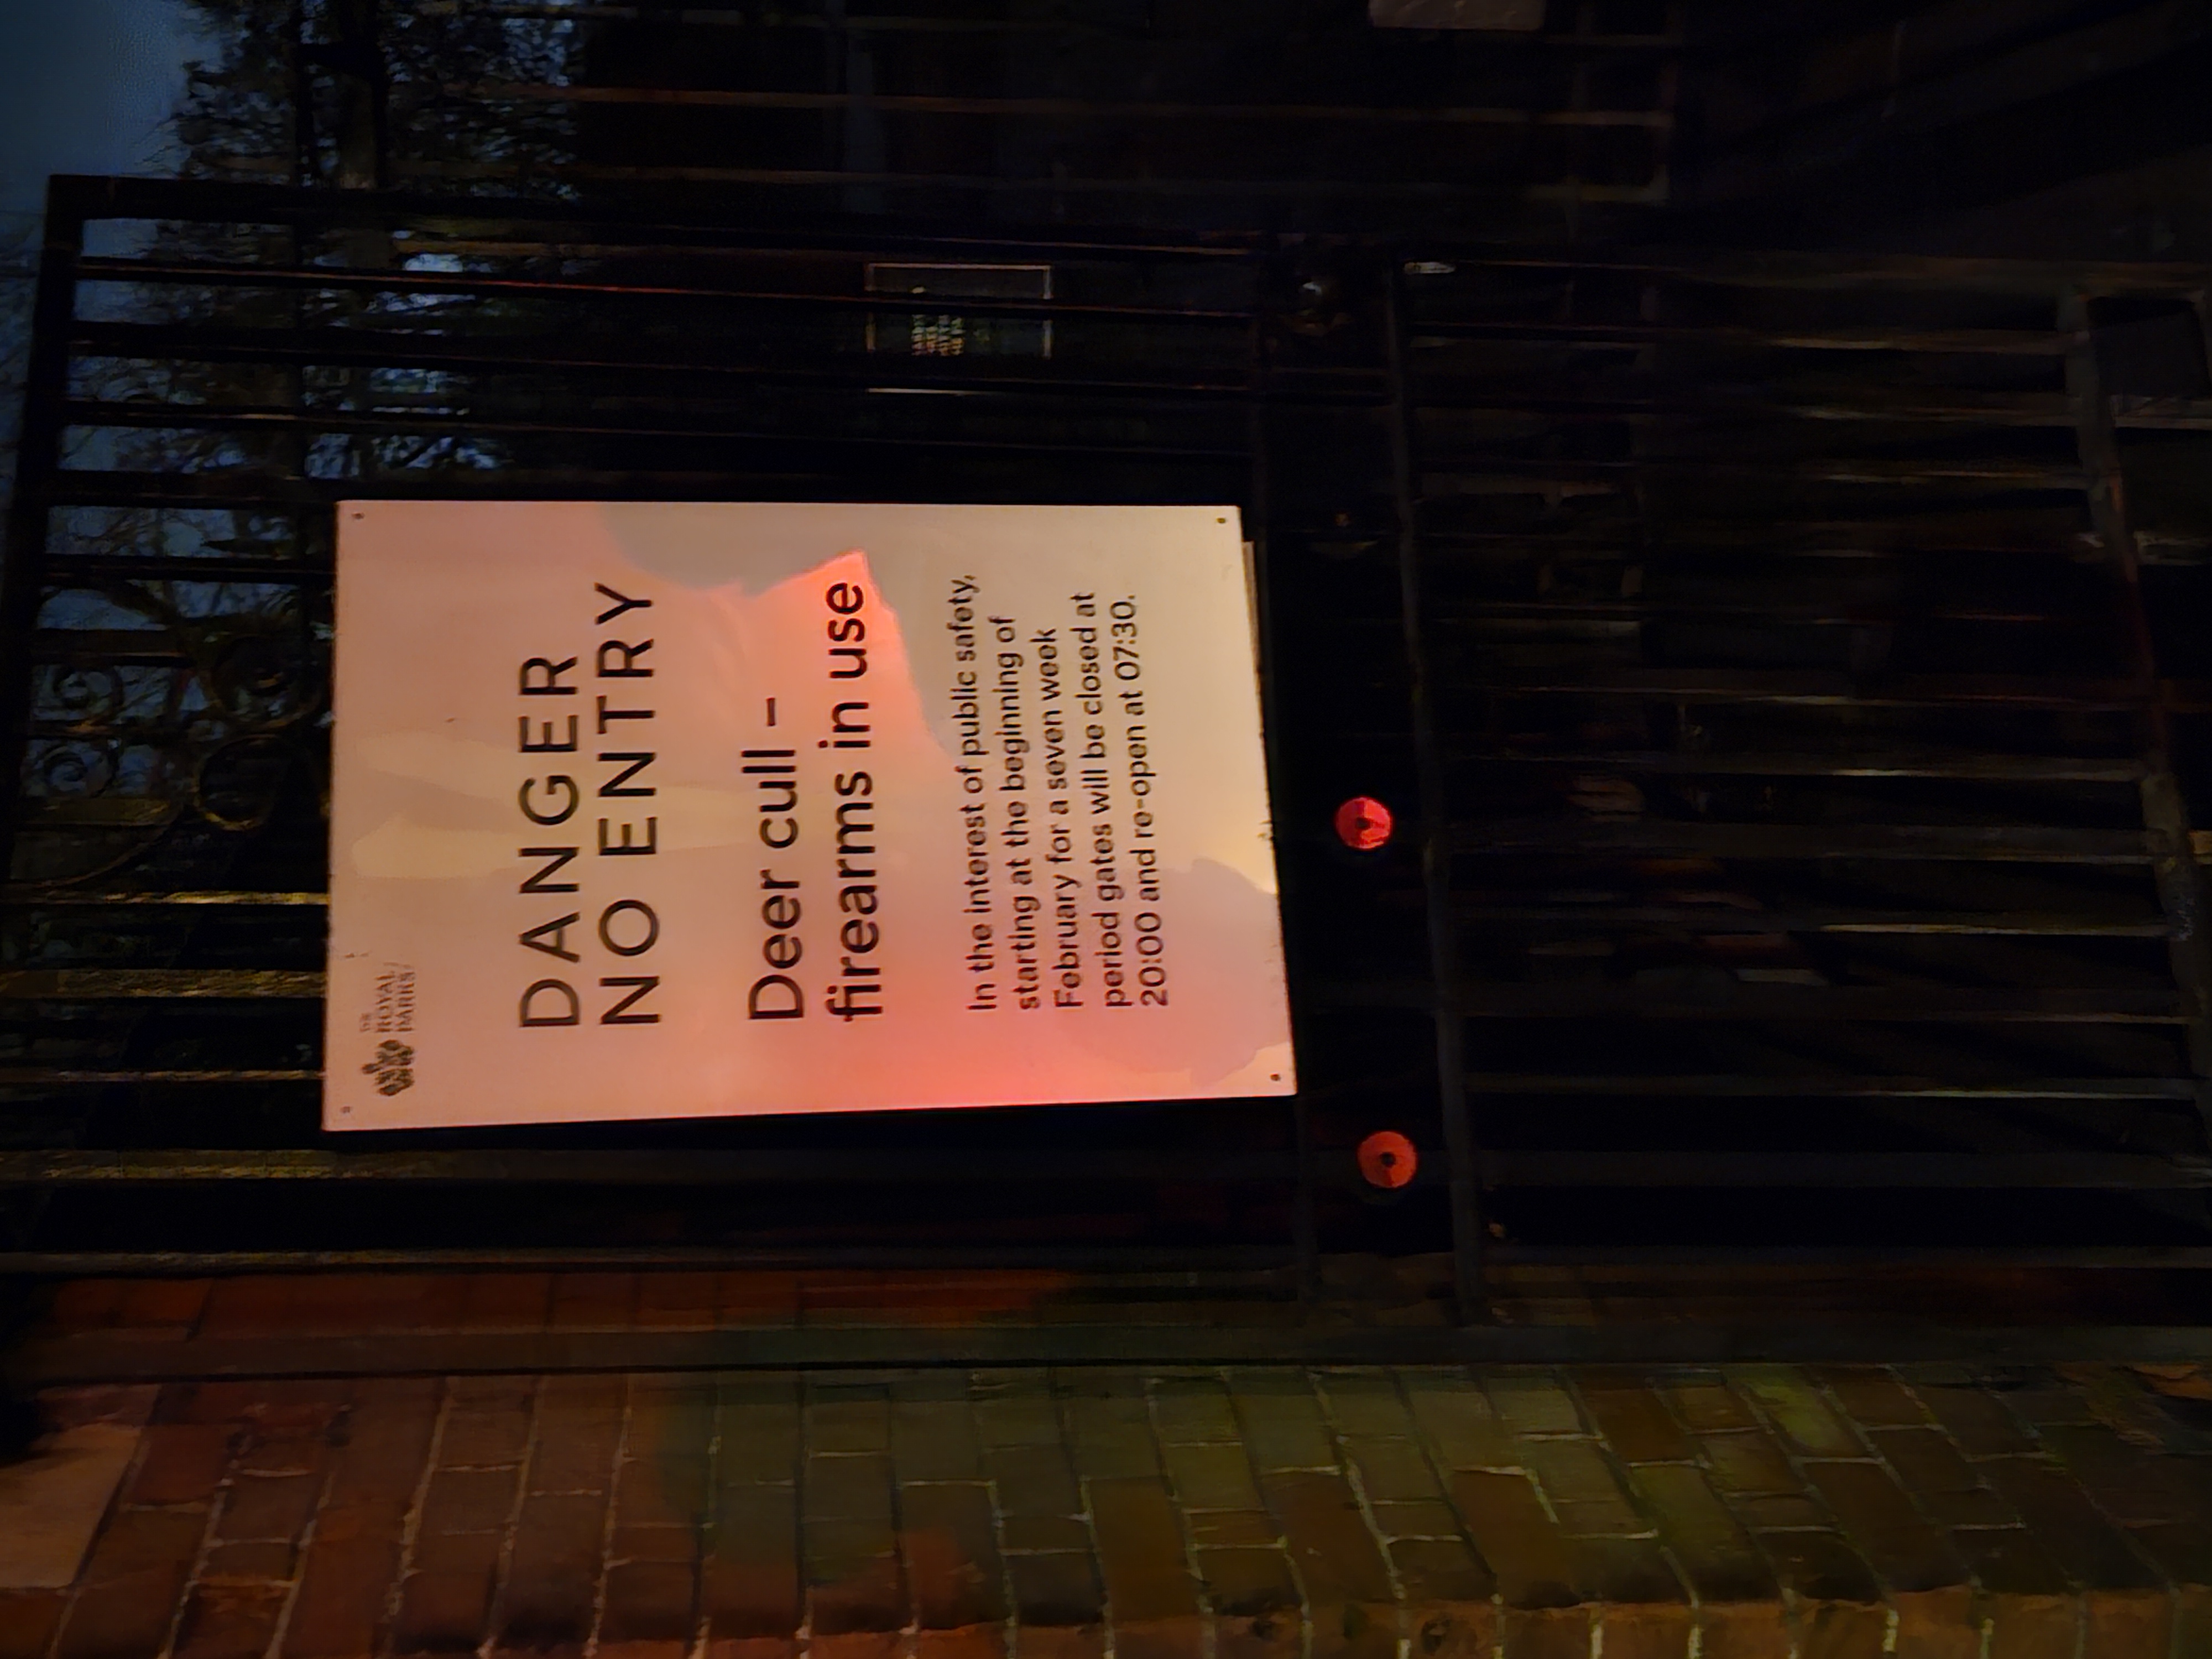 THE
ROYAL
PARKS
DANGER
NO ENTRY
Deer cull –
firearms in use
In the interest of public safety,
starting at the beginning of
February for a seven week
period gates will be closed at
20:00 and re-open at 07:30.